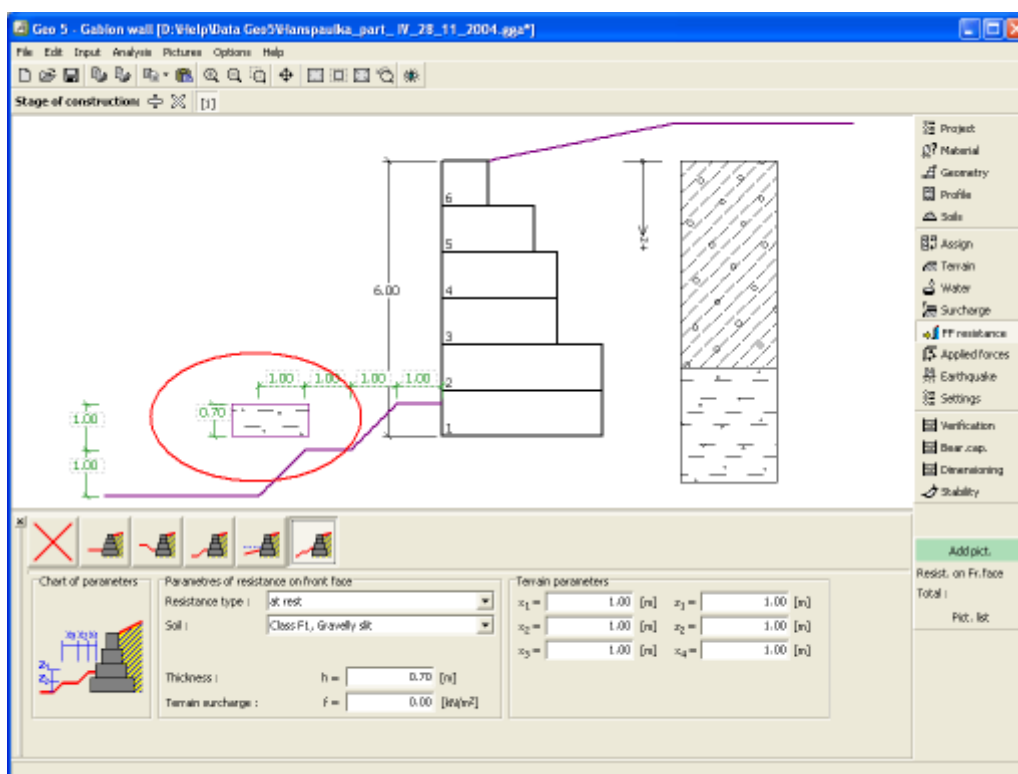 Geo 5 - Gabion wall [D:\Help\Data Geo5\Hanspaulka_part_ IV_28_11_2004.gga*]
File Edit Input Analysis Pictures Options Help
Stage of construction: [1]
6
5
4
3
2
1
6.00
+z
1.00 1.00 1.00 1.00
0.70
1.00
1.00
Project
Material
Geometry
Profile
Soils
Assign
Terrain
Water
Surcharge
FF resistance
Applied forces
Earthquake
Settings
Verification
Bear.cap.
Dimensioning
Stability
Add pict.
Resist. on Fr.face
Total :
Pict. list
Chart of parameters
z1
z2
Parametres of resistance on front face
Resistance type : at rest
Soil : Class F1, Gravelly silt
Thickness : h = 0.70 [m]
Terrain surcharge : f = 0.00 [kN/m2]
Terrain parameters
x1 = 1.00 [m] z1 = 1.00 [m]
x2 = 1.00 [m] z2 = 1.00 [m]
x3 = 1.00 [m] x4 = 1.00 [m]